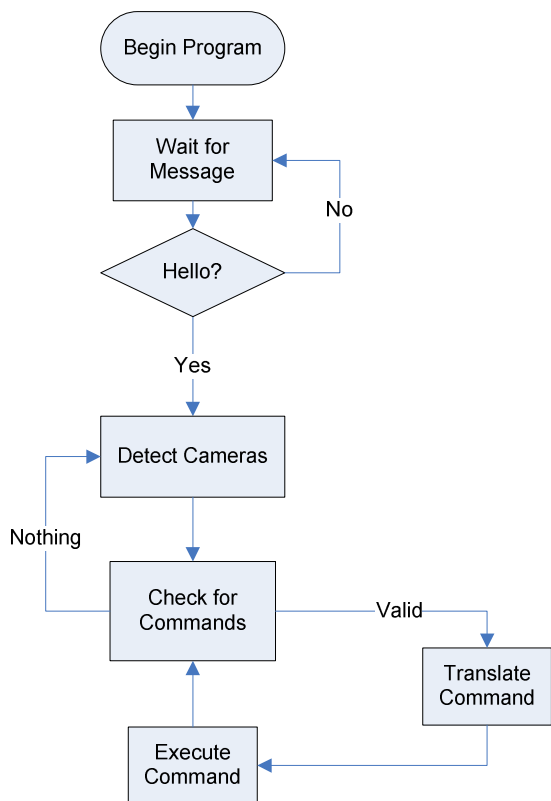 Begin Program
Wait for
Message
No
Hello?
Yes
Detect Cameras
Nothing
Check for
Commands
Valid
Translate
Command
Execute
Command